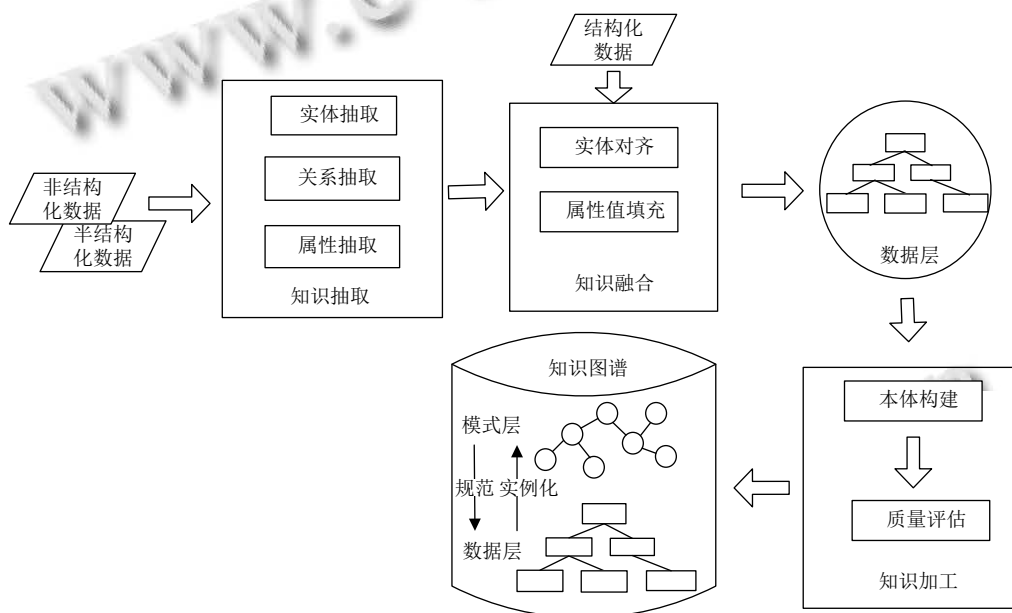 www.c
结构化
数据
实体抽取
关系抽取
属性抽取
知识抽取
非结构
化数据
半结构
化数据
实体对齐
属性值填充
知识融合
数据层
本体构建
质量评估
知识加工
知识图谱
模式层
规范 实例化
数据层